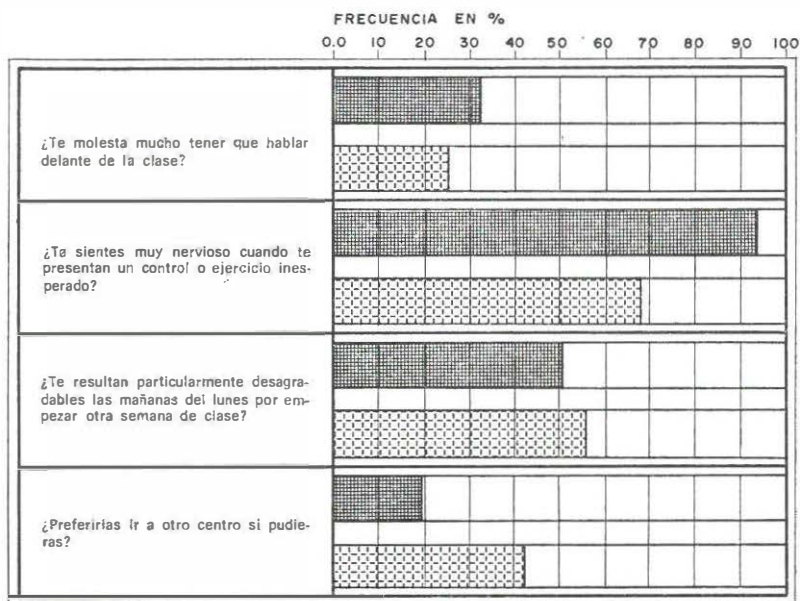 FRECUENCIA EN %
0.0 10 20 30 40 50 60 70 80 90 100
¿Te molesta mucho tener que hablar
delante de la clase?
¿Ta sientes muy nervioso cuando te
presentan un control o ejercicio ines-
perado?
¿Te resultan particularmente desagra-
dables las mañanas del lunes por em-
pezar otra semana de clase?
¿Preferirías ir a otro centro si pudie-
ras?